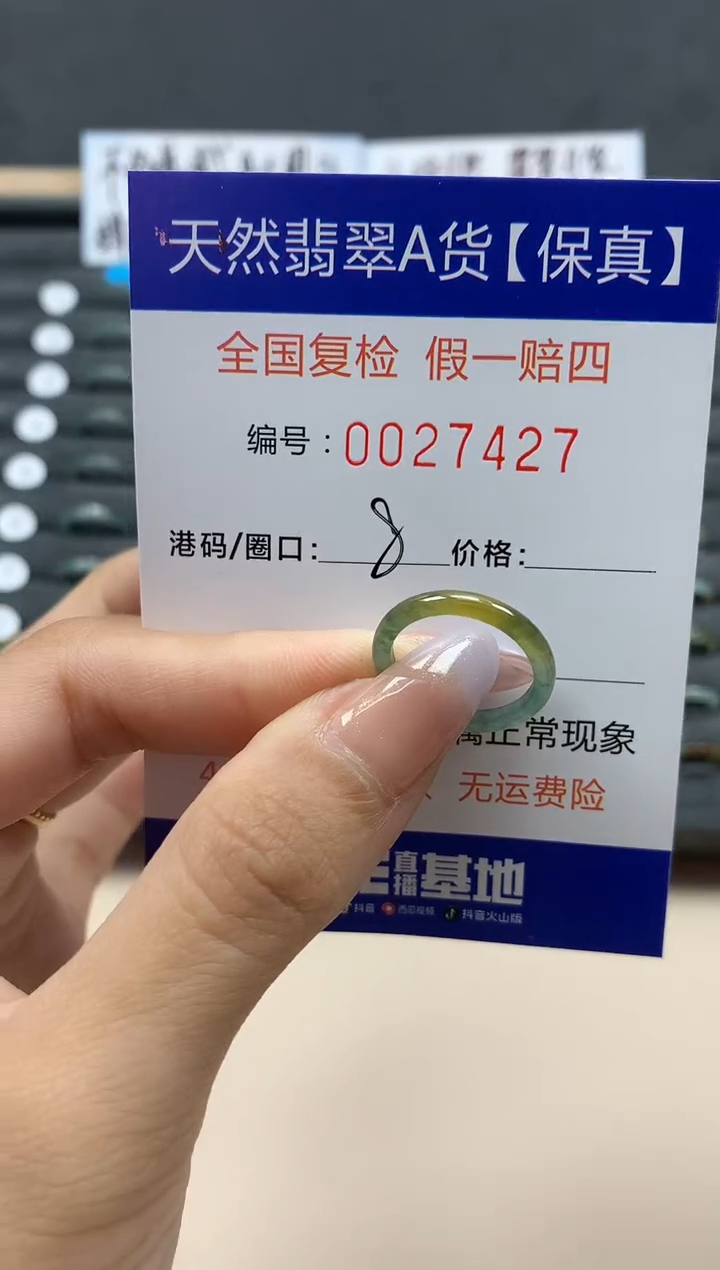 天然翡翠A货【保真】
全国复检 假一赔四
编号：0027427
港码/圈口: 8 价格:
属正常现象
4 、无运费险
直播基地
抖音 西瓜视频 抖音火山版